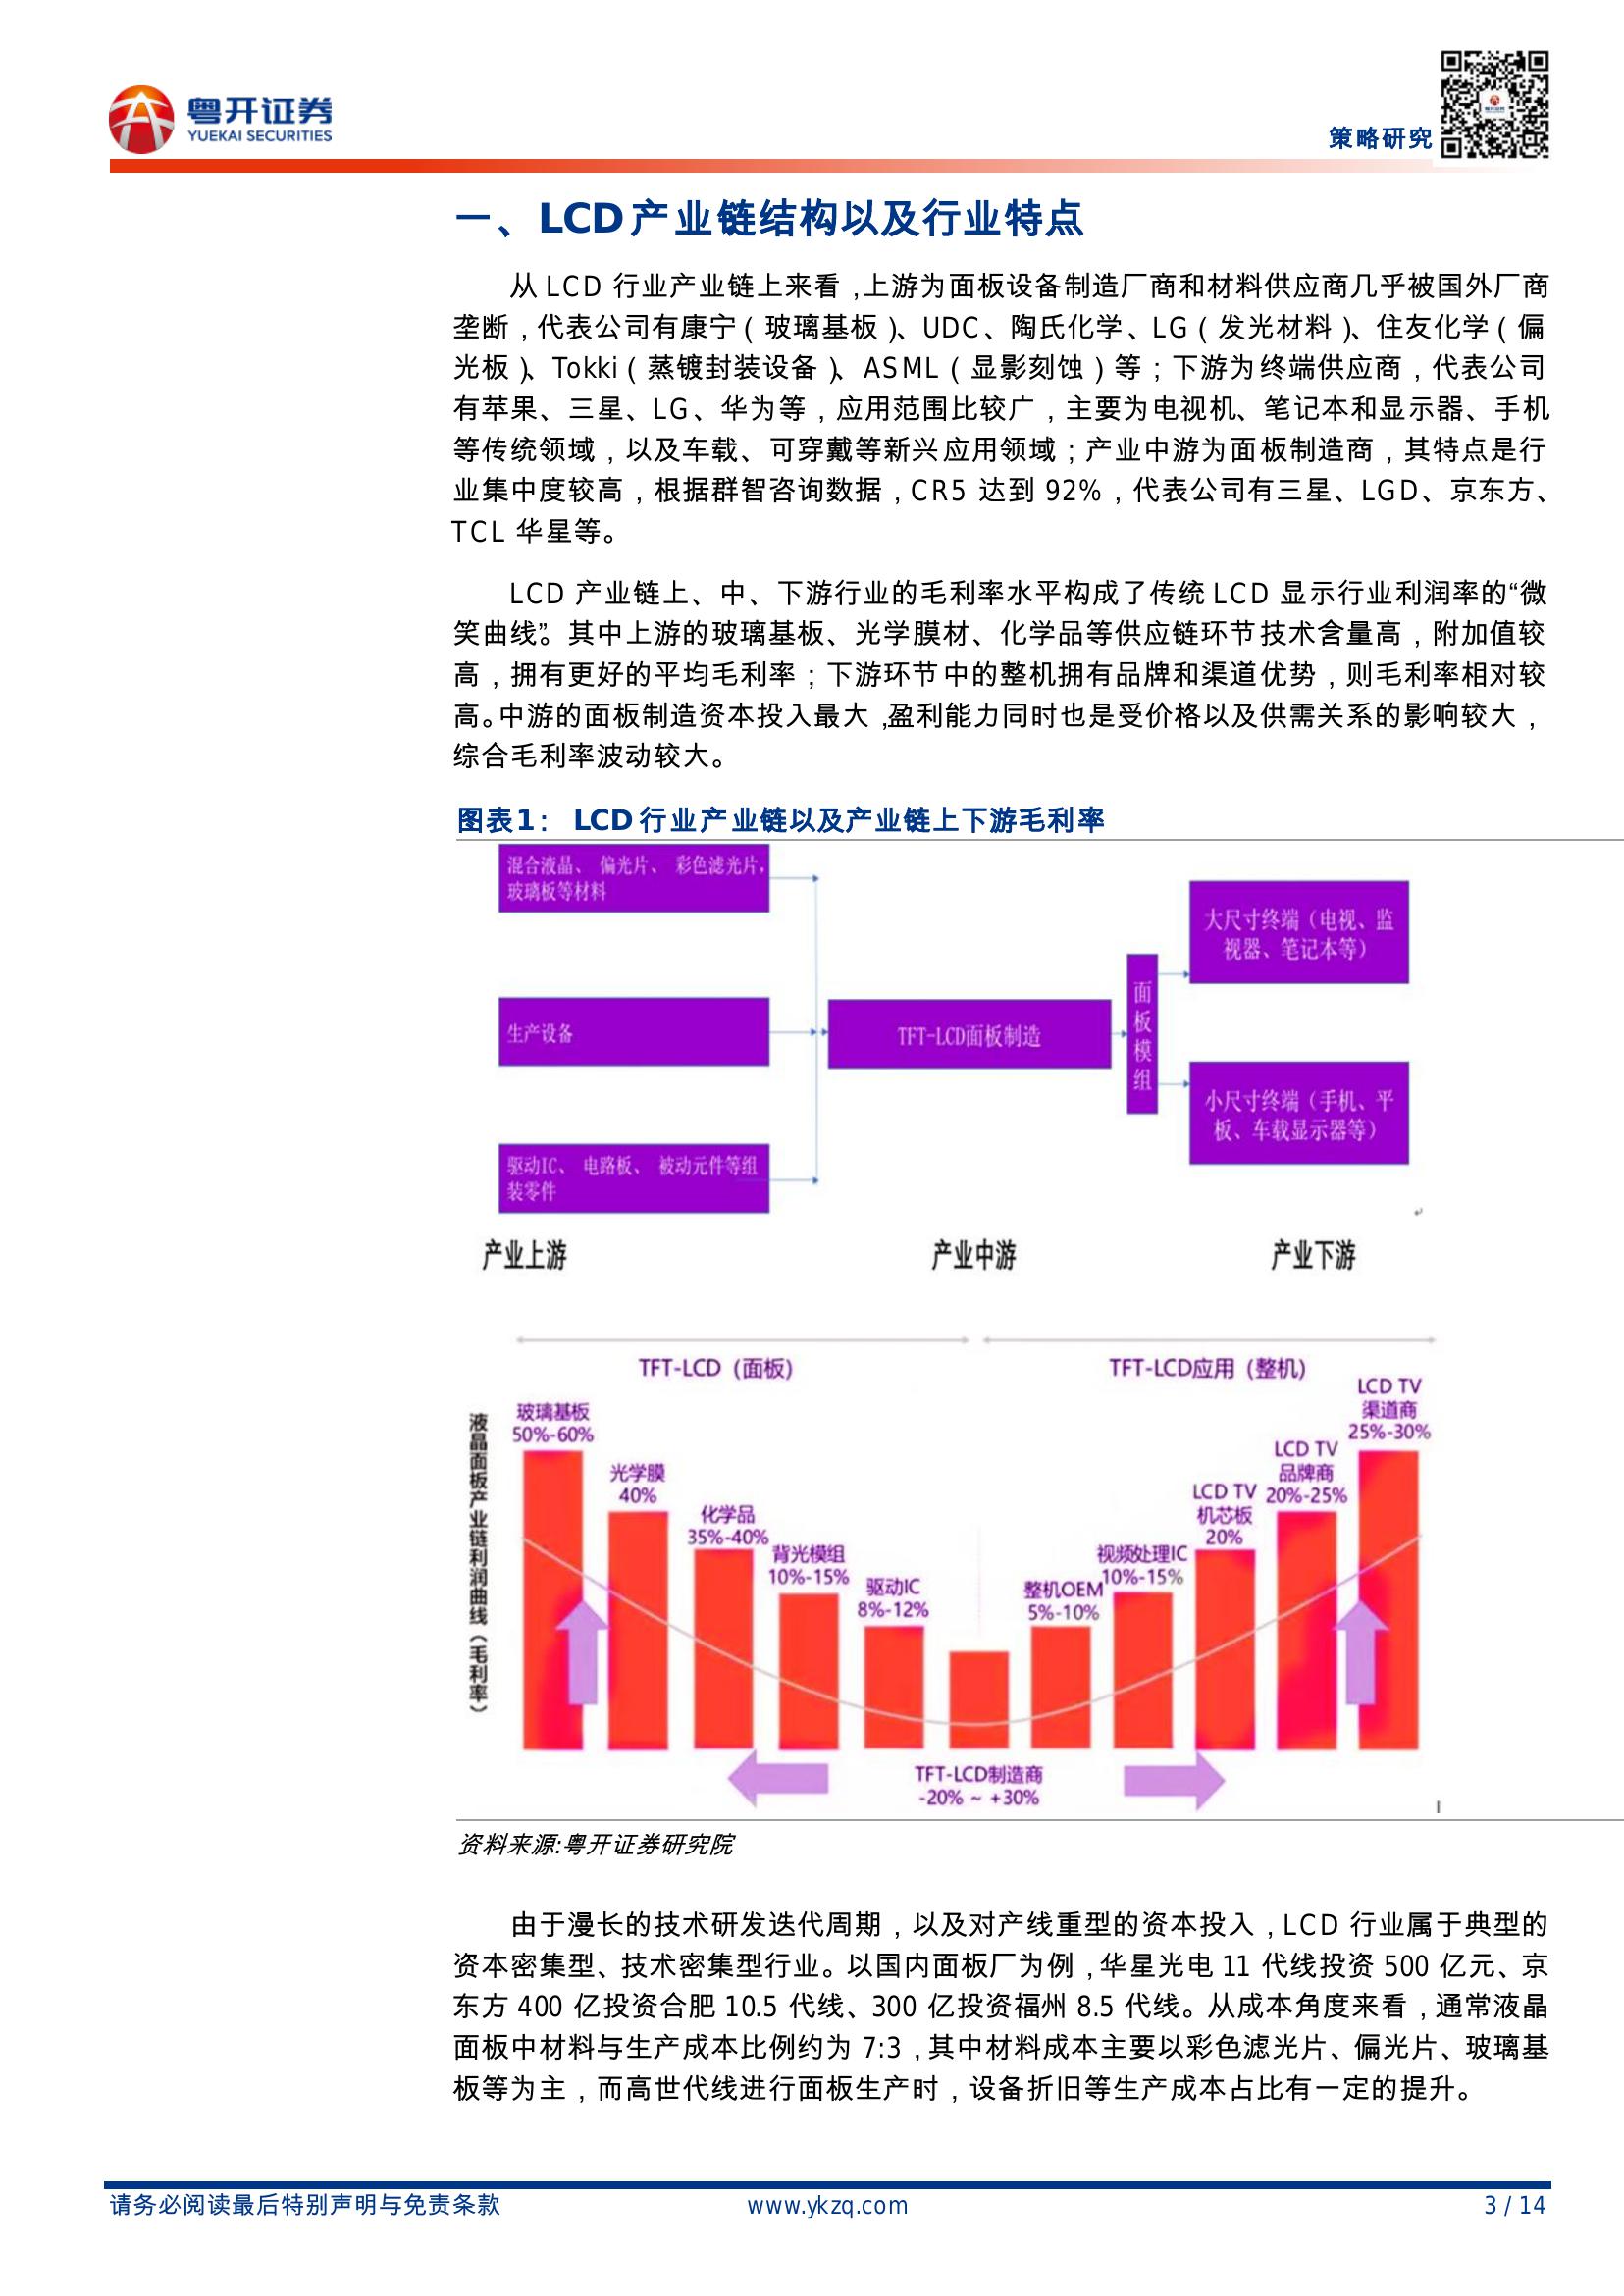 粤开证券
YUEKAI SECURITIES
策略研究
一、LCD产业链结构以及行业特点
从 LCD 行业产业链上来看，上游为面板设备制造厂商和材料供应商几乎被国外厂商
垄断，代表公司有康宁（玻璃基板）、UDC、陶氏化学、LG（发光材料）、住友化学（偏
光板）、Tokki（蒸镀封装设备）、ASML（显影刻蚀）等；下游为终端供应商，代表公司
有苹果、三星、LG、华为等，应用范围比较广，主要为电视机、笔记本和显示器、手机
等传统领域，以及车载、可穿戴等新兴应用领域；产业中游为面板制造商，其特点是行
业集中度较高，根据群智咨询数据，CR5 达到 92%，代表公司有三星、LGD、京东方、
TCL 华星等。
LCD 产业链上、中、下游行业的毛利率水平构成了传统 LCD 显示行业利润率的“微
笑曲线”。其中上游的玻璃基板、光学膜材、化学品等供应链环节技术含量高，附加值较
高，拥有更好的平均毛利率；下游环节中的整机拥有品牌和渠道优势，则毛利率相对较
高。中游的面板制造资本投入最大，盈利能力同时也是受价格以及供需关系的影响较大，
综合毛利率波动较大。
图表1： LCD行业产业链以及产业链上下游毛利率
混合液晶、 偏光片、 彩色滤光片，
玻璃板等材料
生产设备
驱动IC、 电路板、 被动元件等组
装零件
TFT-LCD面板制造
面板模组
大尺寸终端（电视、监
视器、笔记本等）
小尺寸终端（手机、平
板、车载显示器等）
产业上游
产业中游
产业下游
TFT-LCD（面板）
TFT-LCD应用（整机）
液晶面板产业链利润曲线（毛利率）
玻璃基板
50%-60%
光学膜
40%
化学品
35%-40%
背光模组
10%-15%
驱动IC
8%-12%
TFT-LCD制造商
-20% ~ +30%
整机OEM
5%-10%
视频处理IC
10%-15%
LCD TV
机芯板
20%
LCD TV
品牌商
20%-25%
LCD TV
渠道商
25%-30%
资料来源:粤开证券研究院
由于漫长的技术研发迭代周期，以及对产线重型的资本投入，LCD 行业属于典型的
资本密集型、技术密集型行业。以国内面板厂为例，华星光电 11 代线投资 500 亿元、京
东方 400 亿投资合肥 10.5 代线、300 亿投资福州 8.5 代线。从成本角度来看，通常液晶
面板中材料与生产成本比例约为 7:3，其中材料成本主要以彩色滤光片、偏光片、玻璃基
板等为主，而高世代线进行面板生产时，设备折旧等生产成本占比有一定的提升。
请务必阅读最后特别声明与免责条款
www.ykzq.com
3 / 14